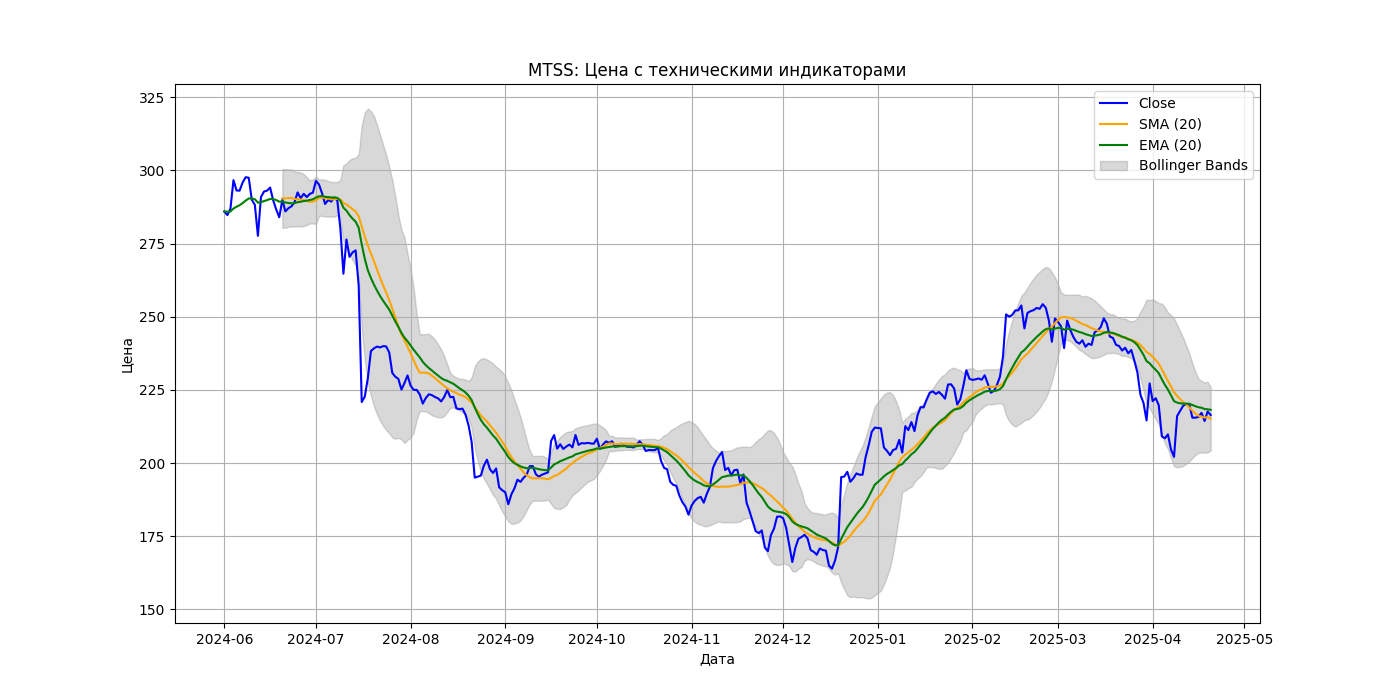 MTSS: Цена с техническими индикаторами
Close
SMA (20)
EMA (20)
Bollinger Bands
Цена
325
300
275
250
225
200
175
150
2024-06 2024-07 2024-08 2024-09 2024-10 2024-11 2024-12 2025-01 2025-02 2025-03 2025-04 2025-05
Дата